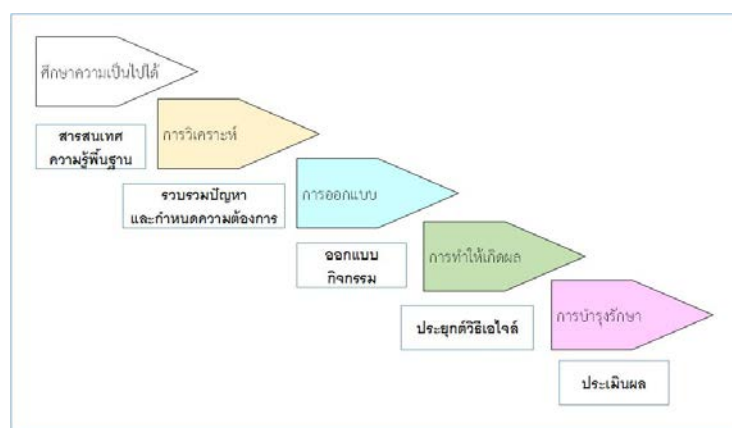 ศึกษาความเป็นไปได้
สารสนเทศ
ความรู้พื้นฐาน
การวิเคราะห์
รวบรวมปัญหา
และกำหนดความต้องการ
การออกแบบ
ออกแบบ
กิจกรรม
การทำให้เกิดผล
ประยุกต์วิธีเอไจล์
การบำรุงรักษา
ประเมินผล